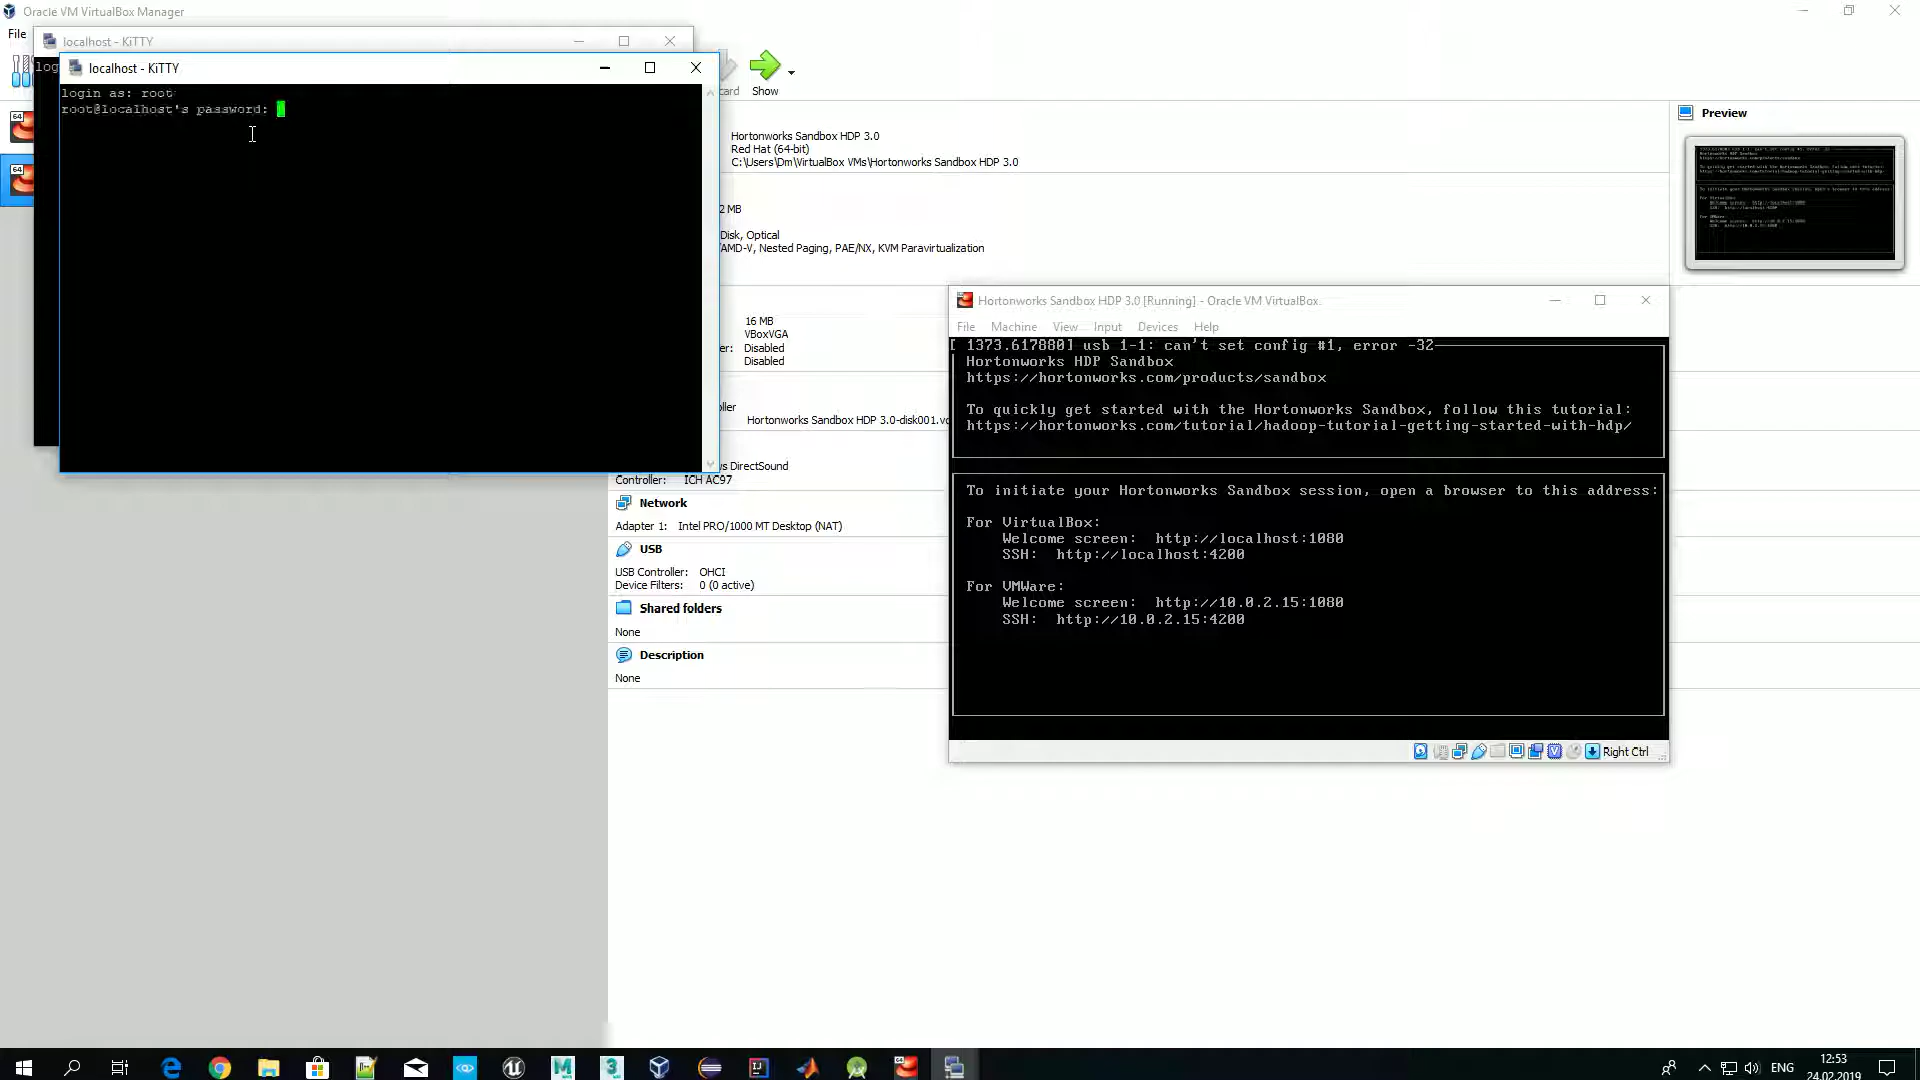 Oracle VM VirtualBox Manager
File
localhost - KiTTY
log
localhost - KiTTY
login as: root
root@localhost's password:
card
Show
64
64
Hortonworks Sandbox HDP 3.0
Red Hat (64-bit)
C:\Users\Dm\VirtualBox VMs\Hortonworks Sandbox HDP 3.0
2 MB
Disk, Optical
/AMD-V, Nested Paging, PAE/NX, KVM Paravirtualization
16 MB
VBoxVGA
er: Disabled
Disabled
oller
Hortonworks Sandbox HDP 3.0-disk001.v
s DirectSound
Controller: ICH AC97
Network
Adapter 1: Intel PRO/1000 MT Desktop (NAT)
USB
USB Controller: OHCI
Device Filters: 0 (0 active)
Shared folders
None
Description
None
Preview
Hortonworks Sandbox HDP 3.0 [Running] - Oracle VM VirtualBox
File Machine View Input Devices Help
[ 1373.617880] usb 1-1: can't set config #1, error -32
Hortonworks HDP Sandbox
https://hortonworks.com/products/sandbox
To quickly get started with the Hortonworks Sandbox, follow this tutorial:
https://hortonworks.com/tutorial/hadoop-tutorial-getting-started-with-hdp/
To initiate your Hortonworks Sandbox session, open a browser to this address:
For VirtualBox:
Welcome screen: http://localhost:1080
SSH: http://localhost:4200
For VMWare:
Welcome screen: http://10.0.2.15:1080
SSH: http://10.0.2.15:4200
Right Ctrl
ENG
12:53
24.02.2019